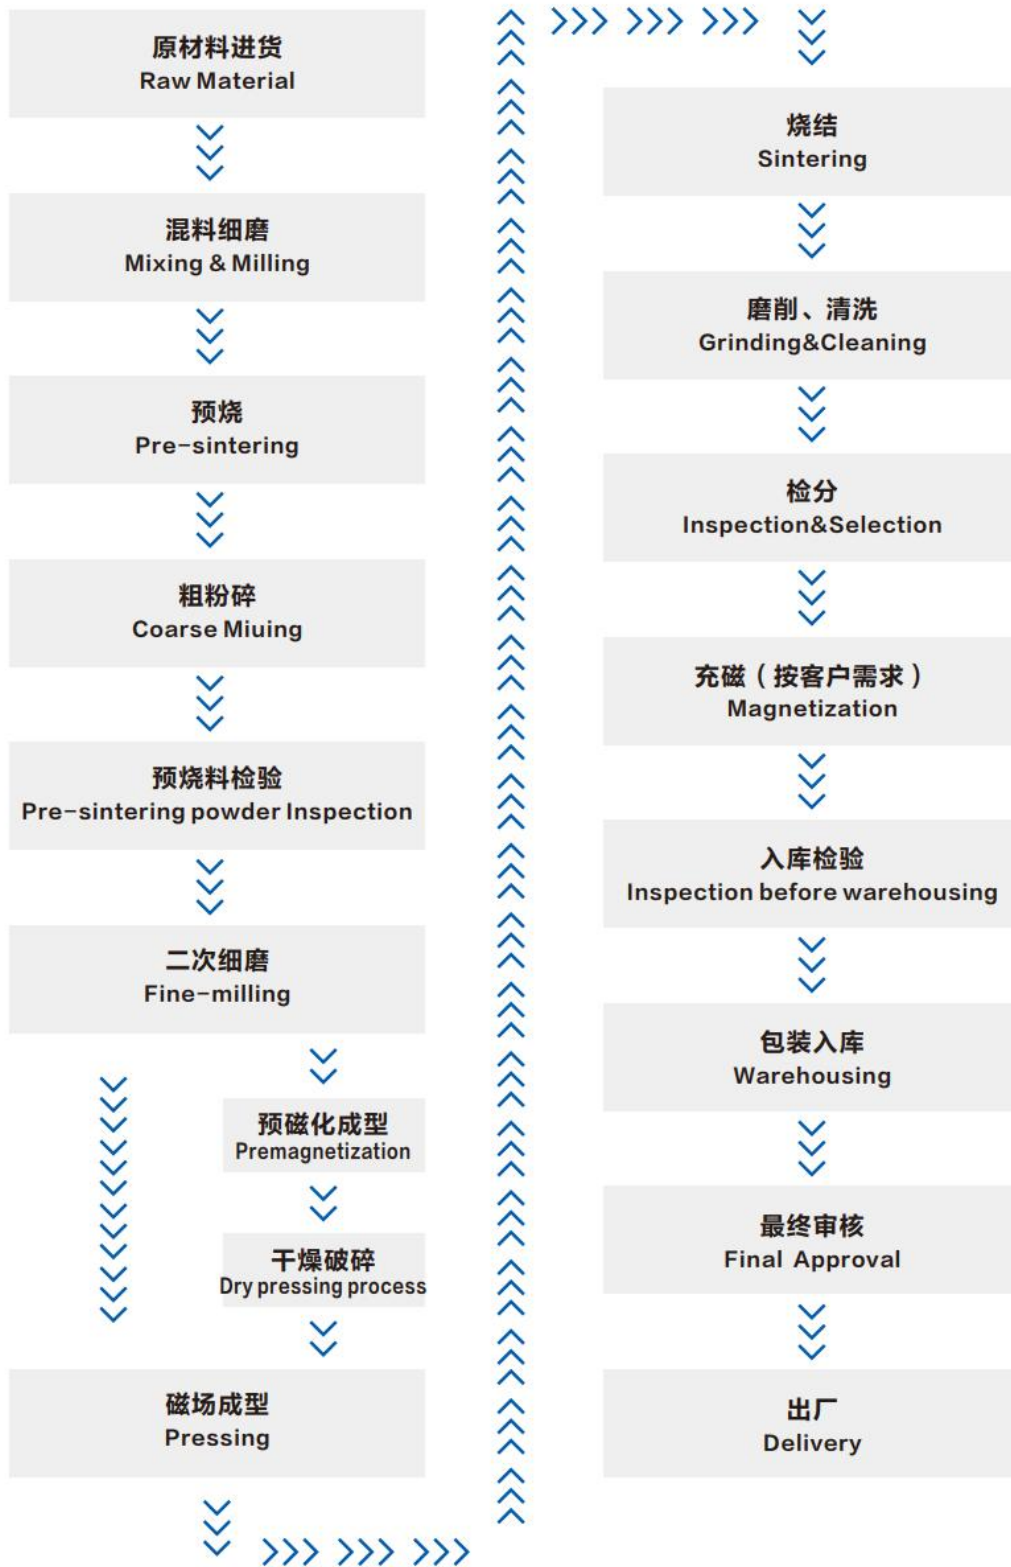 原材料进货
Raw Material
混料细磨
Mixing & Milling
预烧
Pre-sintering
粗粉碎
Coarse Miuing
预烧料检验
Pre-sintering powder Inspection
二次细磨
Fine-milling
预磁化成型
Premagnetization
干燥破碎
Dry pressing process
磁场成型
Pressing
烧结
Sintering
磨削、清洗
Grinding&Cleaning
检分
Inspection&Selection
充磁（按客户需求）
Magnetization
入库检验
Inspection before warehousing
包装入库
Warehousing
最终审核
Final Approval
出厂
Delivery